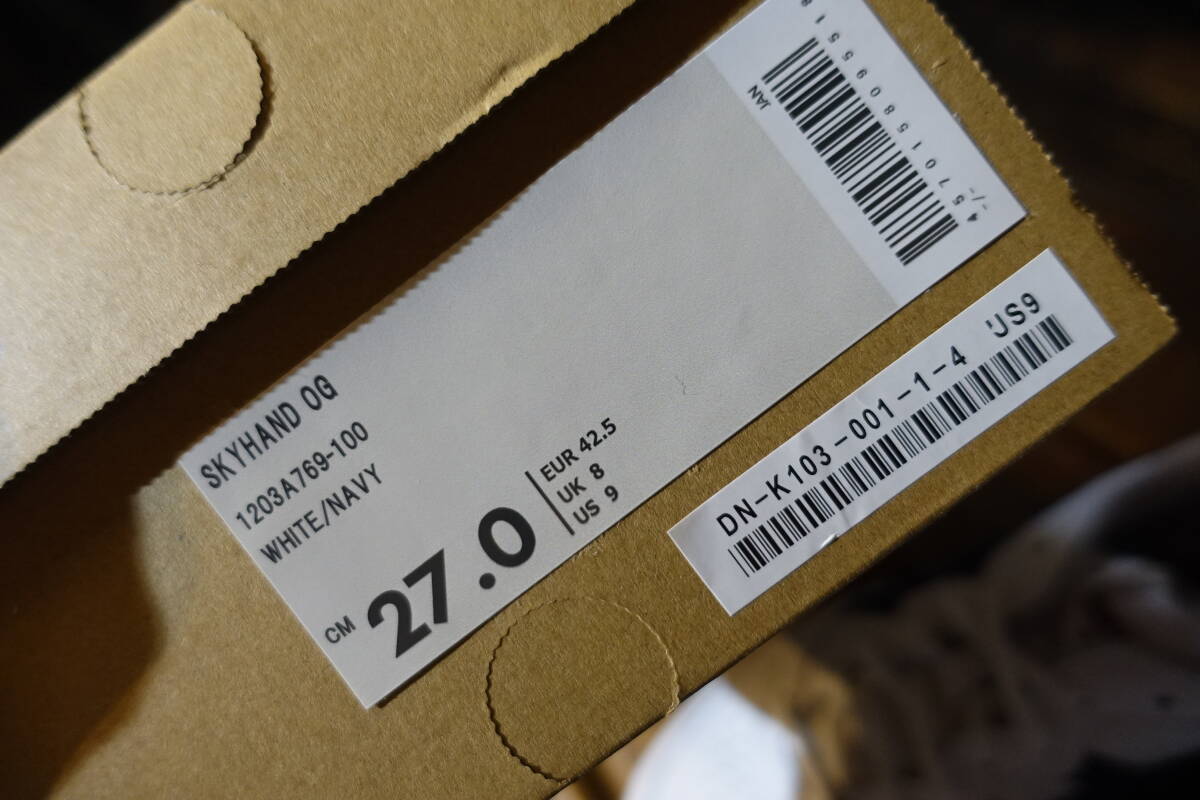 SKYHAND OG
1203A769-100
WHITE/NAVY
CM 27.0
EUR 42.5
UK 8
US 9
JAN
-/-
DN-K103-001-1-4 US9